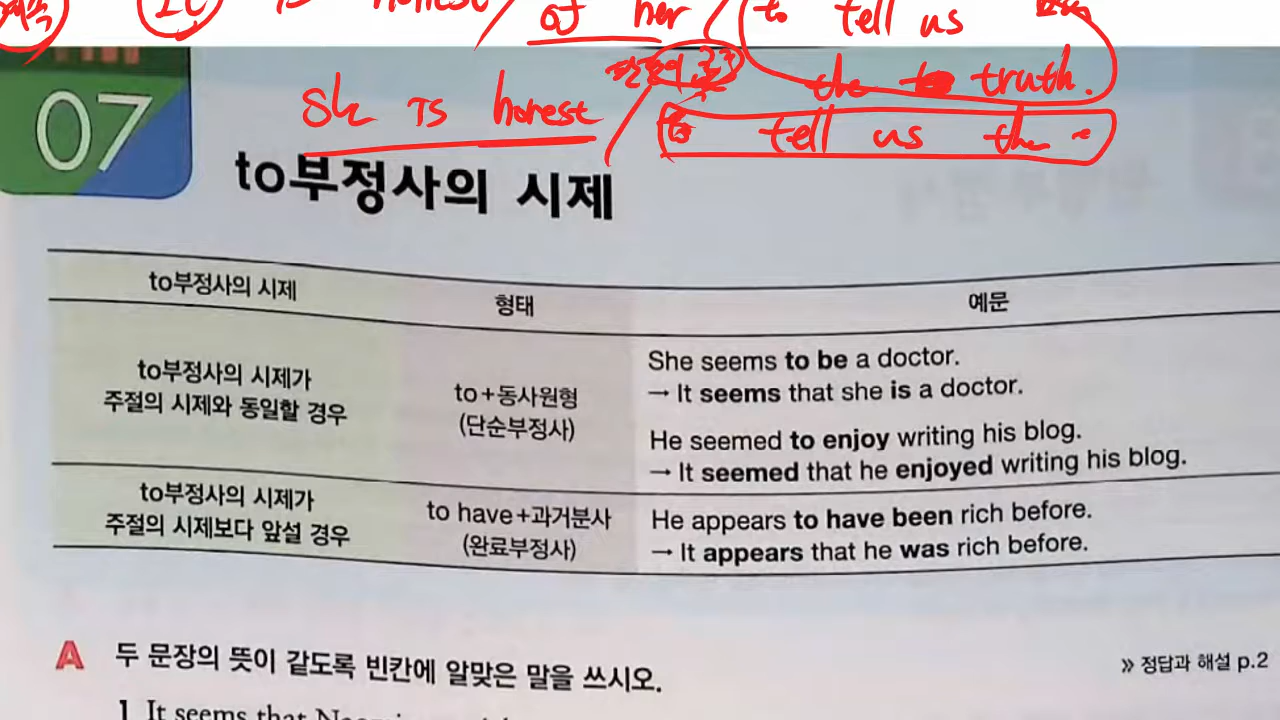 is honest of her to tell us
the truth.
판단의 근거
She is honest to tell us the
07
to부정사의 시제
to부정사의 시제 형태 예문
to부정사의 시제가
주절의 시제와 동일할 경우
to+동사원형
(단순부정사)
She seems to be a doctor.
→ It seems that she is a doctor.
He seemed to enjoy writing his blog.
→ It seemed that he enjoyed writing his blog.
to부정사의 시제가
주절의 시제보다 앞설 경우
to have+과거분사
(완료부정사)
He appears to have been rich before.
→ It appears that he was rich before.
A 두 문장의 뜻이 같도록 빈칸에 알맞은 말을 쓰시오.
» 정답과 해설 p.2
1 It seems that